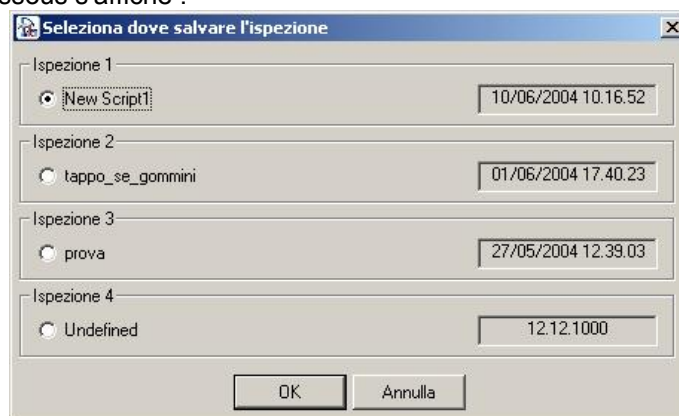 s'affiche :
Seleziona dove salvare l'ispezione
Ispezione 1
New Script1 10/06/2004 10.16.52
Ispezione 2
tappo_se_gommini 01/06/2004 17.40.23
Ispezione 3
prova 27/05/2004 12.39.03
Ispezione 4
Undefined 12.12.1000
OK Annulla